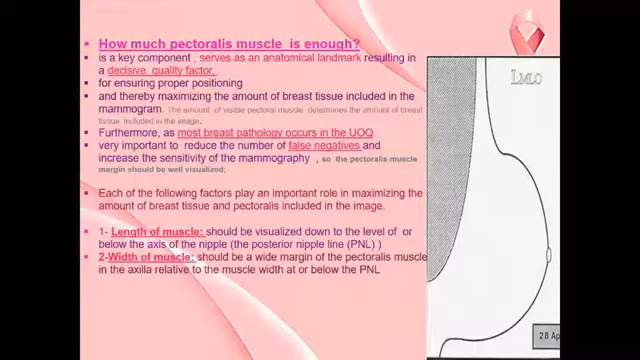 How much pectoralis muscle is enough?
is a key component , serves as an anatomical landmark resulting in
a decisive quality factor,
for ensuring proper positioning
and thereby maximizing the amount of breast tissue included in the
mammogram. The amount of visible pectoral muscle determines the amount of breast
tissue included in the image.
Furthermore, as most breast pathology occurs in the UOQ
very important to reduce the number of false negatives and
increase the sensitivity of the mammography , so the pectoralis muscle
margin should be well visualized;
Each of the following factors play an important role in maximizing the
amount of breast tissue and pectoralis included in the image.
1- Length of muscle: should be visualized down to the level of or
below the axis of the nipple (the posterior nipple line (PNL) )
2-Width of muscle: should be a wide margin of the pectoralis muscle
in the axilla relative to the muscle width at or below the PNL
LMLO
28 Ap